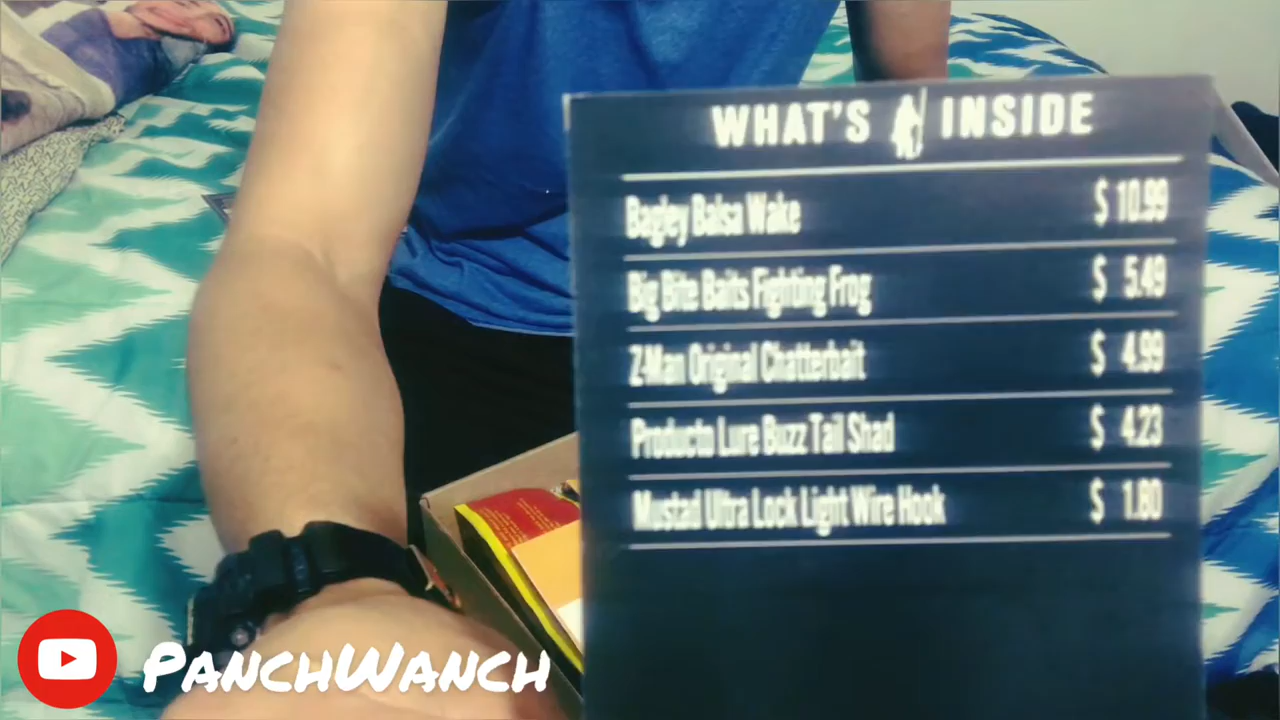 WHAT'S INSIDE
Bagley Balsa Wake $ 10.99
Big Bite Baits Fighting Frog $ 5.49
Z-Man Original Chatterbait $ 4.99
Producto Lure Buzz Tail Shad $ 4.23
Mustad Ultra Lock Light Wire Hook $ 1.80
PANCHWANCH